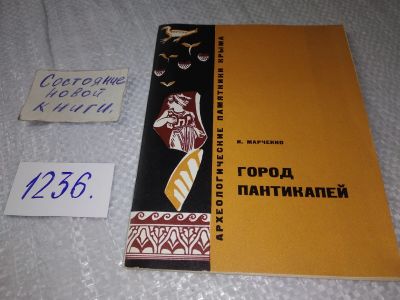 Состояние
новой
книги.
1236.
АРХЕОЛОГИЧЕСКИЕ ПАМЯТНИКИ КРЫМА
И. МАРЧЕНКО
ГОРОД
ПАНТИКАПЕЙ